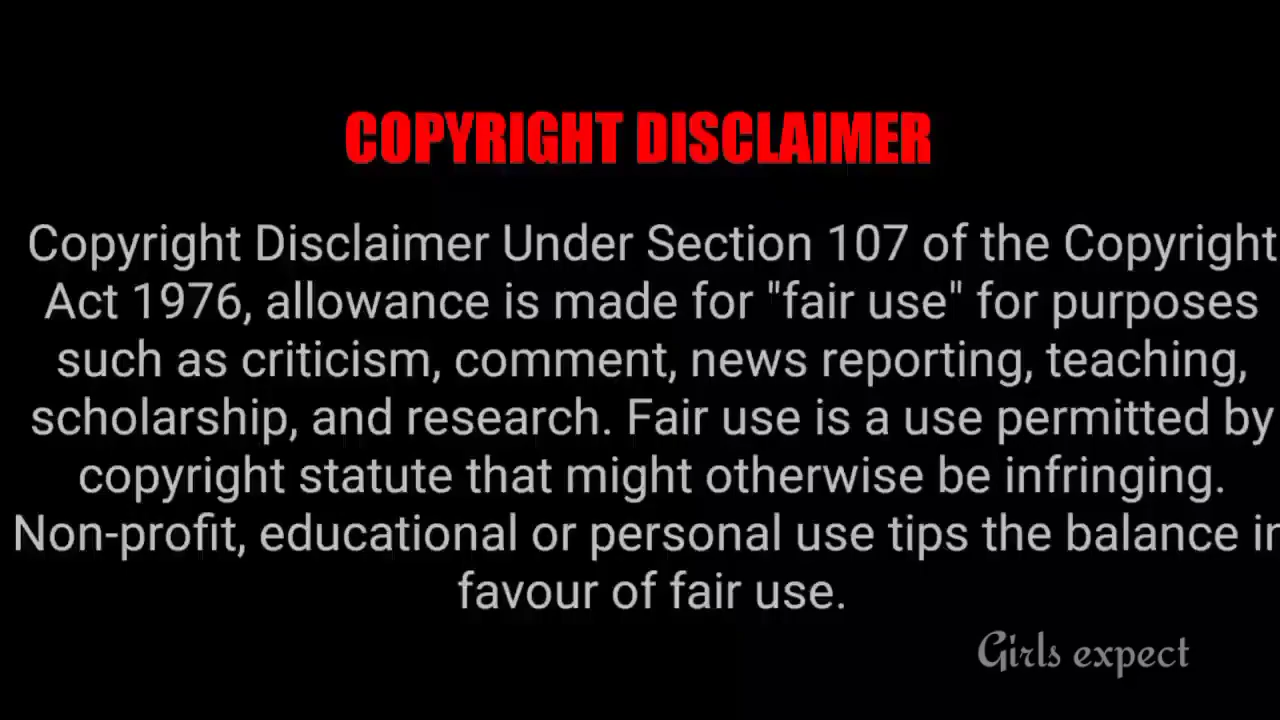 COPYRIGHT DISCLAIMER
Copyright Disclaimer Under Section 107 of the Copyright
Act 1976, allowance is made for "fair use" for purposes
such as criticism, comment, news reporting, teaching,
scholarship, and research. Fair use is a use permitted by
copyright statute that might otherwise be infringing.
Non-profit, educational or personal use tips the balance in
favour of fair use.
Girls expect